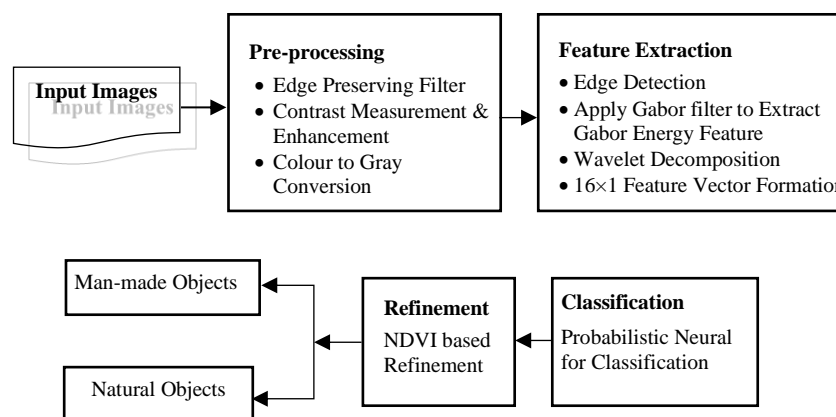 Input Images
Input Images
Pre-processing
• Edge Preserving Filter
• Contrast Measurement &
Enhancement
• Colour to Gray
Conversion
Feature Extraction
• Edge Detection
• Apply Gabor filter to Extract
Gabor Energy Feature
• Wavelet Decomposition
• 16×1 Feature Vector Formation
Man-made Objects
Natural Objects
Refinement
NDVI based
Refinement
Classification
Probabilistic Neural
for Classification